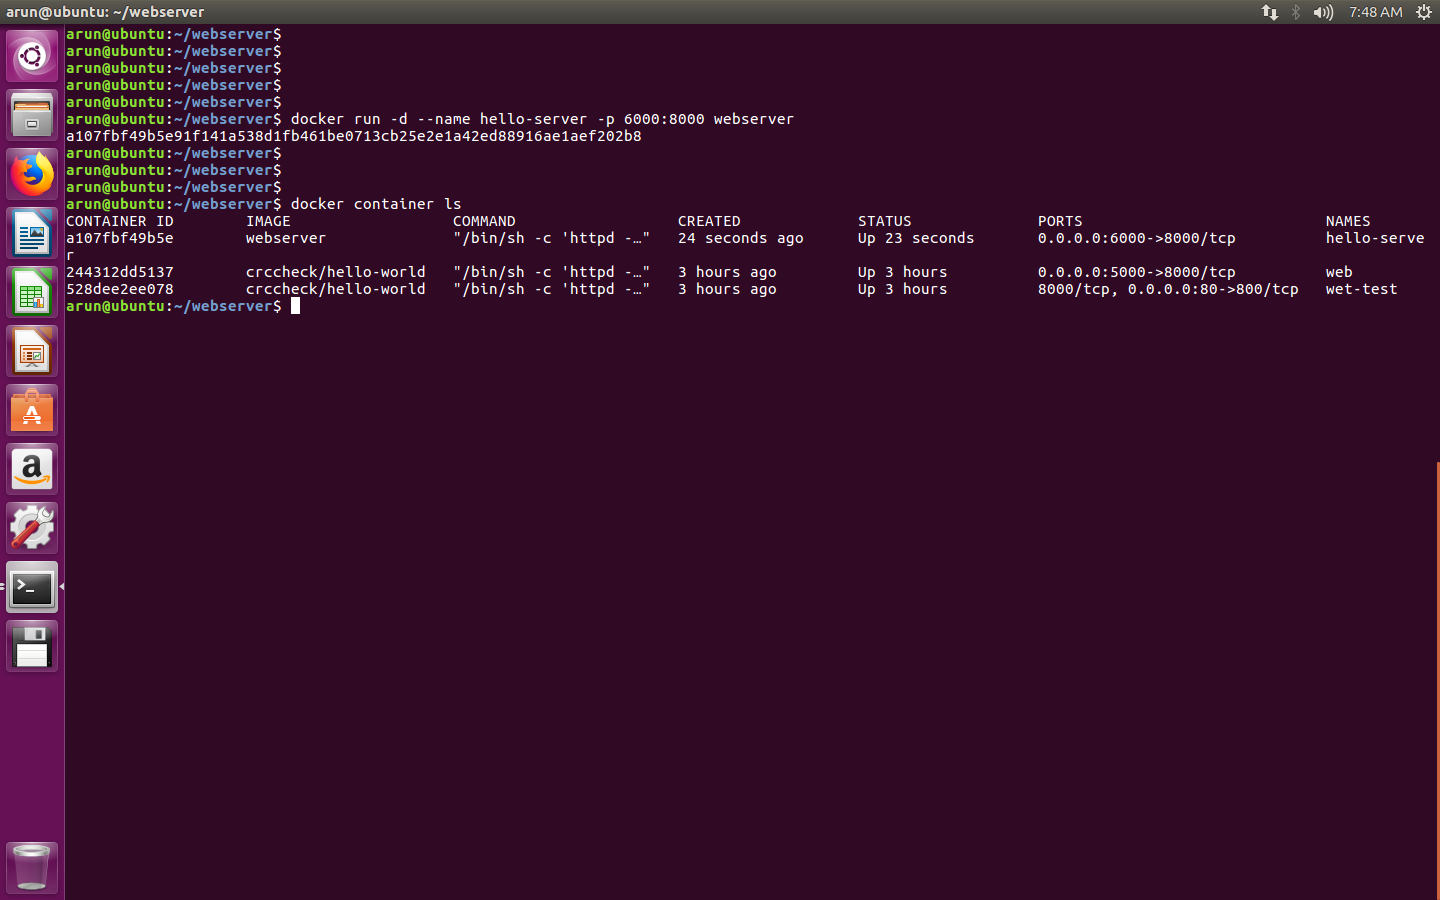 arun@ubuntu: ~/webserver
7:48 AM
arun@ubuntu:~/webserver$
arun@ubuntu:~/webserver$
arun@ubuntu:~/webserver$
arun@ubuntu:~/webserver$
arun@ubuntu:~/webserver$
arun@ubuntu:~/webserver$ docker run -d --name hello-server -p 6000:8000 webserver
a107fbf49b5e91f141a538d1fb461be0713cb25e2e1a42ed88916ae1aef202b8
arun@ubuntu:~/webserver$
arun@ubuntu:~/webserver$
arun@ubuntu:~/webserver$
arun@ubuntu:~/webserver$ docker container ls
CONTAINER ID IMAGE COMMAND CREATED STATUS PORTS NAMES
a107fbf49b5e webserver "/bin/sh -c 'httpd -…" 24 seconds ago Up 23 seconds 0.0.0.0:6000->8000/tcp hello-serve
r
244312dd5137 crccheck/hello-world "/bin/sh -c 'httpd -…" 3 hours ago Up 3 hours 0.0.0.0:5000->8000/tcp web
528dee2ee078 crccheck/hello-world "/bin/sh -c 'httpd -…" 3 hours ago Up 3 hours 8000/tcp, 0.0.0.0:80->800/tcp wet-test
arun@ubuntu:~/webserver$